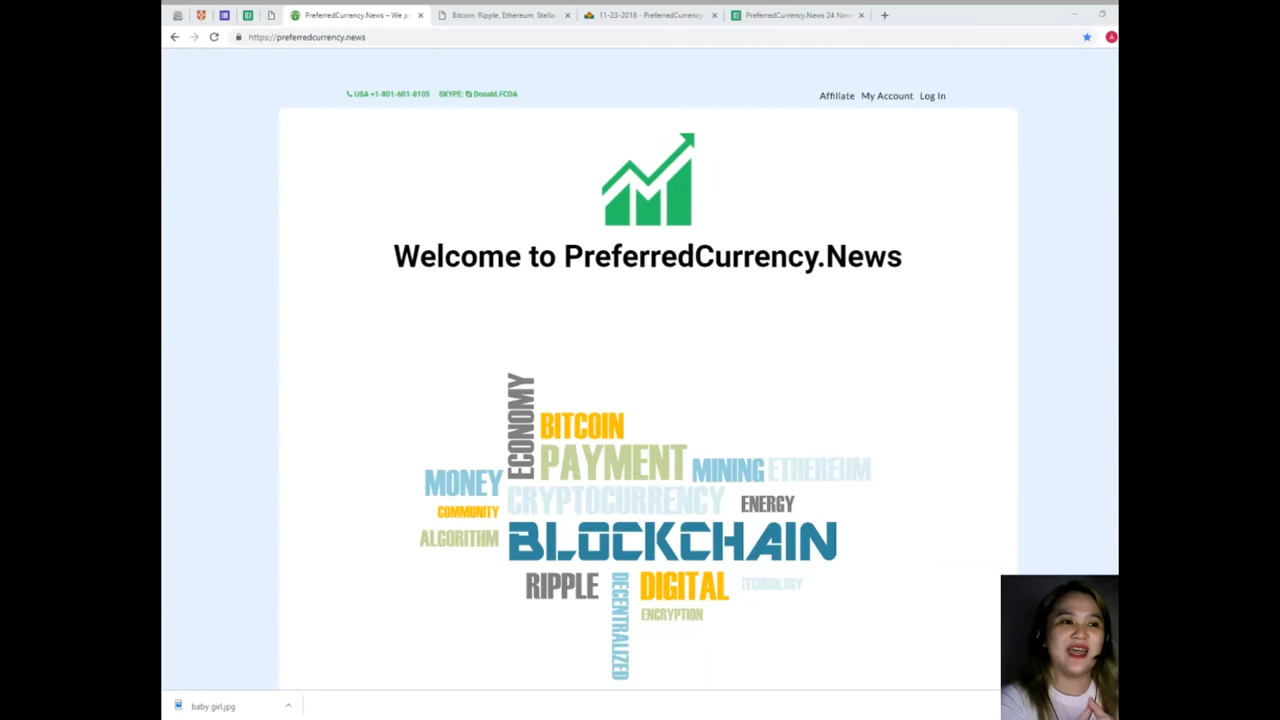 PreferredCurrency.News – We p
Bitcoin, Ripple, Ethereum, Stella
11-23-2018 - PreferredCurrency
PreferredCurrency.News 24 Nov
https://preferredcurrency.news
USA +1-801-601-8105 SKYPE: Donald.FCDA
Affiliate My Account Log In
Welcome to PreferredCurrency.News
ECONOMY
BITCOIN
PAYMENT
MINING
ETHEREUM
MONEY
CRYPTOCURRENCY
ENERGY
COMMUNITY
ALGORITHM
BLOCKCHAIN
RIPPLE
DECENTRALIZED
DIGITAL
TECHNOLOGY
ENCRYPTION
baby girl.jpg
A